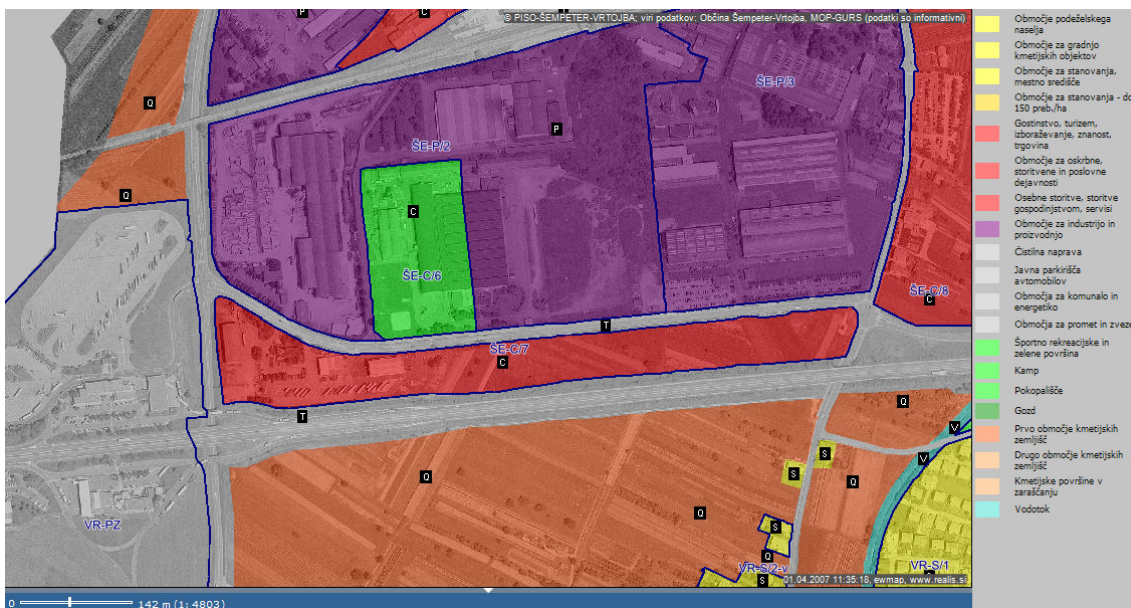 © PISO-ŠEMPETER-VRTOJBA; viri podatkov: Občina Šempeter-Vrtojba, MOP-GURS (podatki so informativni)
P
C
Q
ŠE-P/3
P
ŠE-P/2
Q
C
ŠE-C/6
ŠE-C/8
C
T
ŠE-C/7
C
T
Q
V
S
V
Q
S
Q
Q
VR-PZ
S
Q
VR-S/2-v
S
VR-S/1
01.04.2007 11:35:18, ewmap, www.realis.si
0
142 m (1: 4803)
Območje podeželskega
naselja
Območje za gradnjo
kmetijskih objektov
Območje za stanovanja,
mestno središče
Območje za stanovanja - do
150 preb./ha
Gostinstvo, turizem,
izboraževanje, znanost,
trgovina
Območje za oskrbne,
storitvene in poslovne
dejavnosti
Osebne storitve, storitve
gospodinjstvom, servisi
Območje za industrijo in
proizvodnjo
Čistilna naprava
Javna parkirišča
avtomobilov
Območja za komunalo in
energetiko
Območja za promet in zveze
Športno rekreacijske in
zelene površina
Kamp
Pokopališče
Gozd
Prvo območje kmetijskih
zemljišč
Drugo območje kmetijskih
zemljišč
Kmetijske površine v
zaraščanju
Vodotok